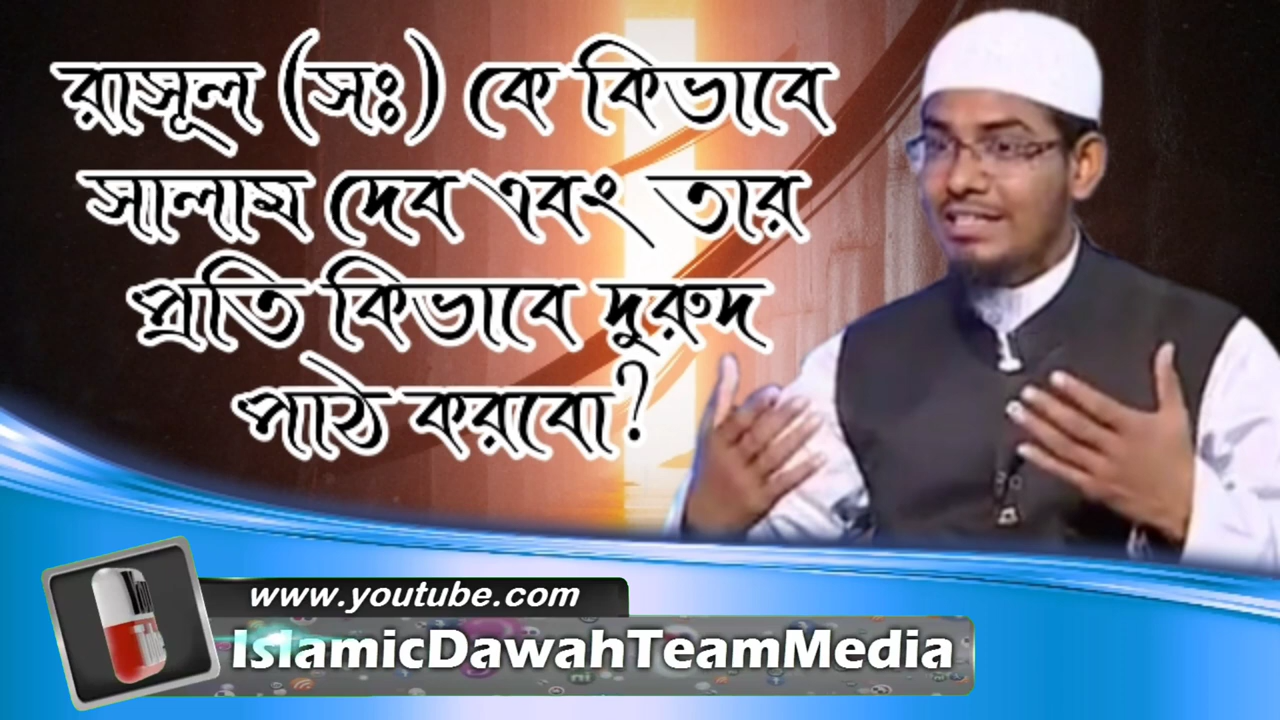 রাসূল (সঃ) কে কিভাবে
সালাম দেব এবং তার
প্রতি কিভাবে দুরুদ
পাঠ করবো?
www.youtube.com
IslamicDawahTeamMedia